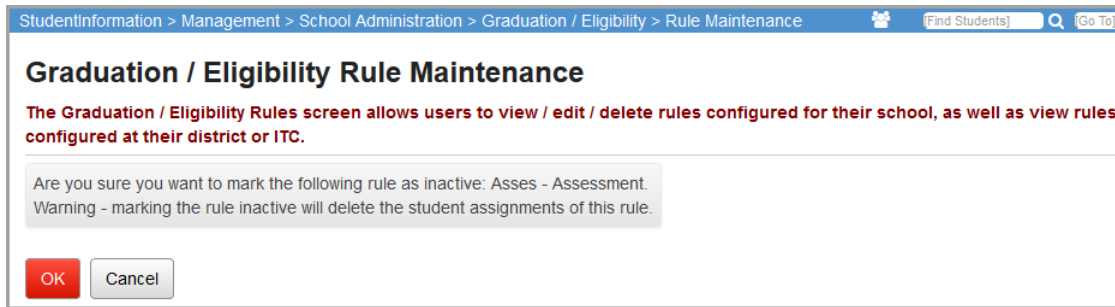 StudentInformation > Management > School Administration > Graduation / Eligibility > Rule Maintenance [Find Students] [Go To]
Graduation / Eligibility Rule Maintenance
The Graduation / Eligibility Rules screen allows users to view / edit / delete rules configured for their school, as well as view rules
configured at their district or ITC.
Are you sure you want to mark the following rule as inactive: Asses - Assessment.
Warning - marking the rule inactive will delete the student assignments of this rule.
OK Cancel